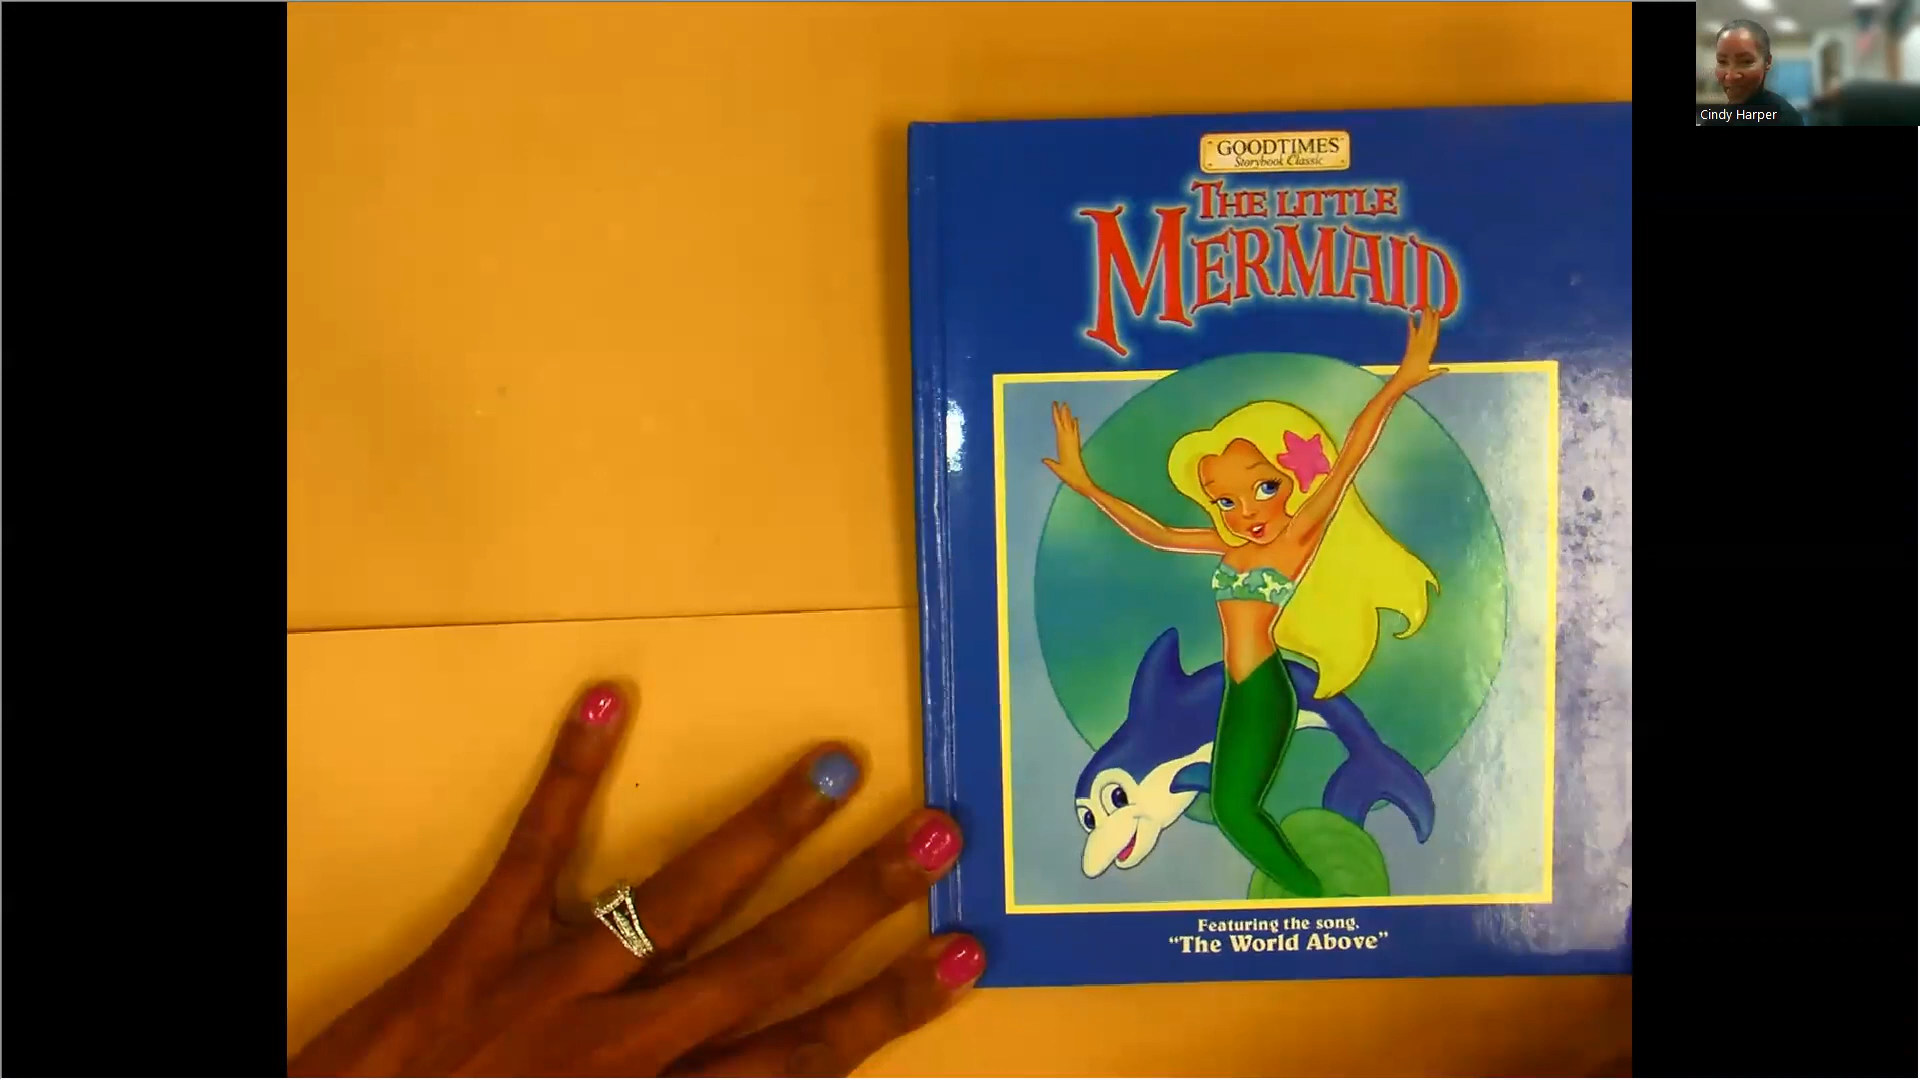 GOODTIMES
Storybook Classic
THE LITTLE
MERMAID
Featuring the song,
"The World Above"
Cindy Harper